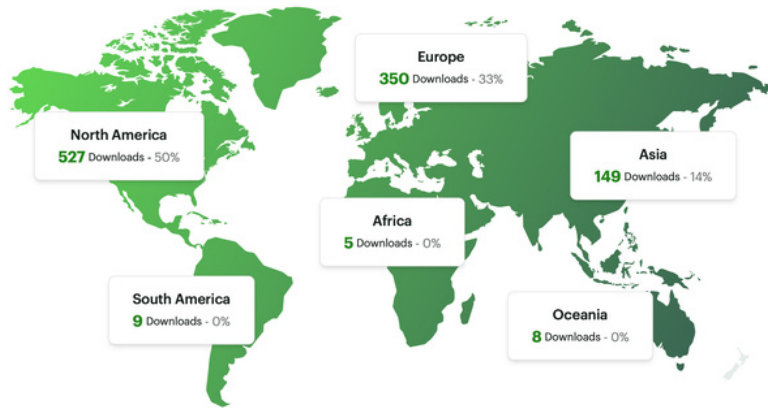 Europe
350 Downloads - 33%
North America
527 Downloads - 50%
Asia
149 Downloads - 14%
Africa
5 Downloads - 0%
South America
9 Downloads - 0%
Oceania
8 Downloads - 0%